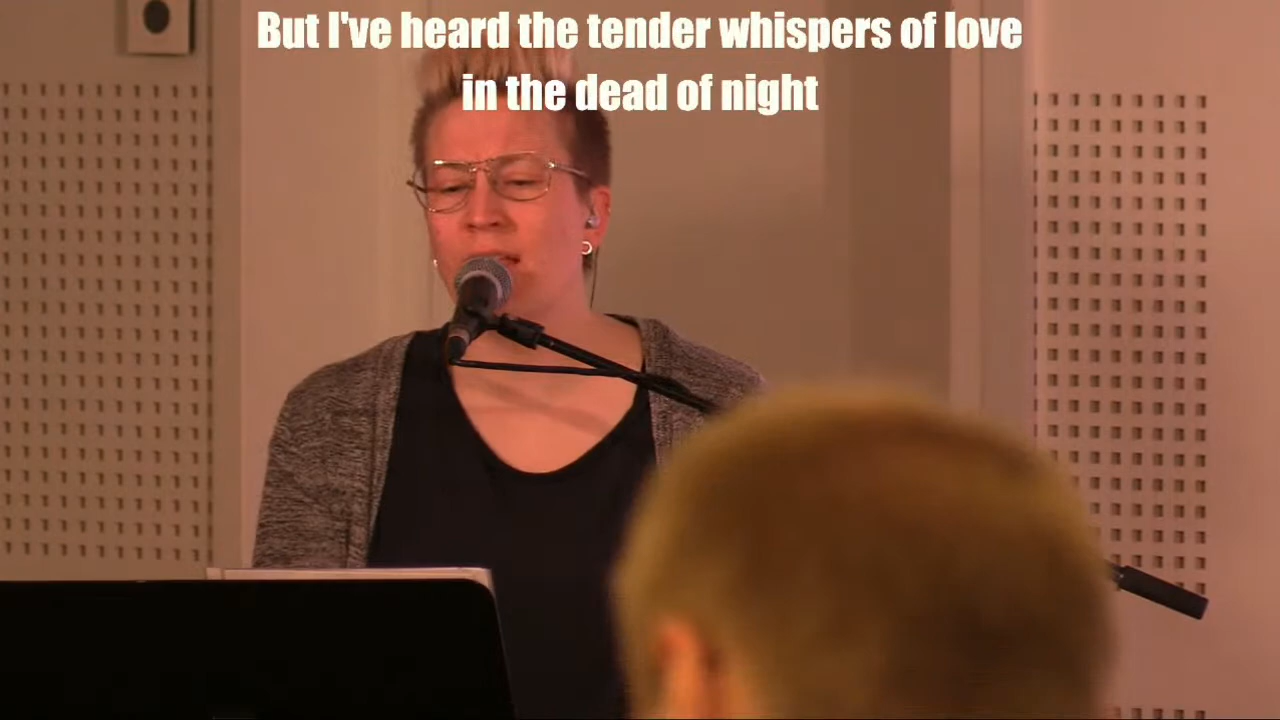 But I've heard the tender whispers of love
in the dead of night